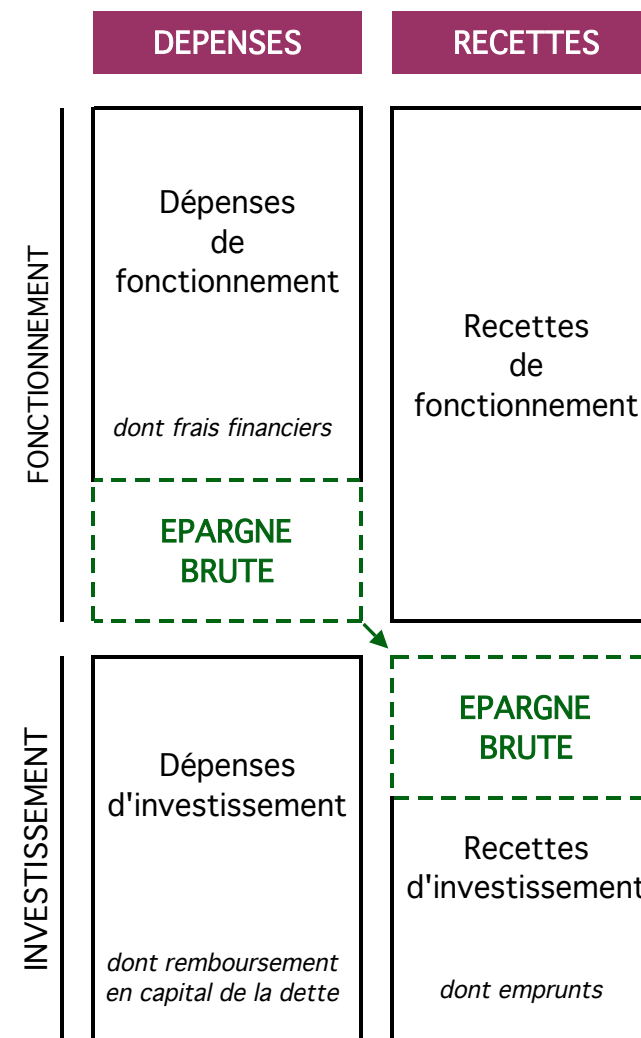 DEPENSES
RECETTES
FONCTIONNEMENT
Dépenses
de
fonctionnement
dont frais financiers
EPARGNE
BRUTE
Recettes
de
fonctionnement
INVESTISSEMENT
Dépenses
d'investissement
dont remboursement
en capital de la dette
EPARGNE
BRUTE
Recettes
d'investissement
dont emprunts